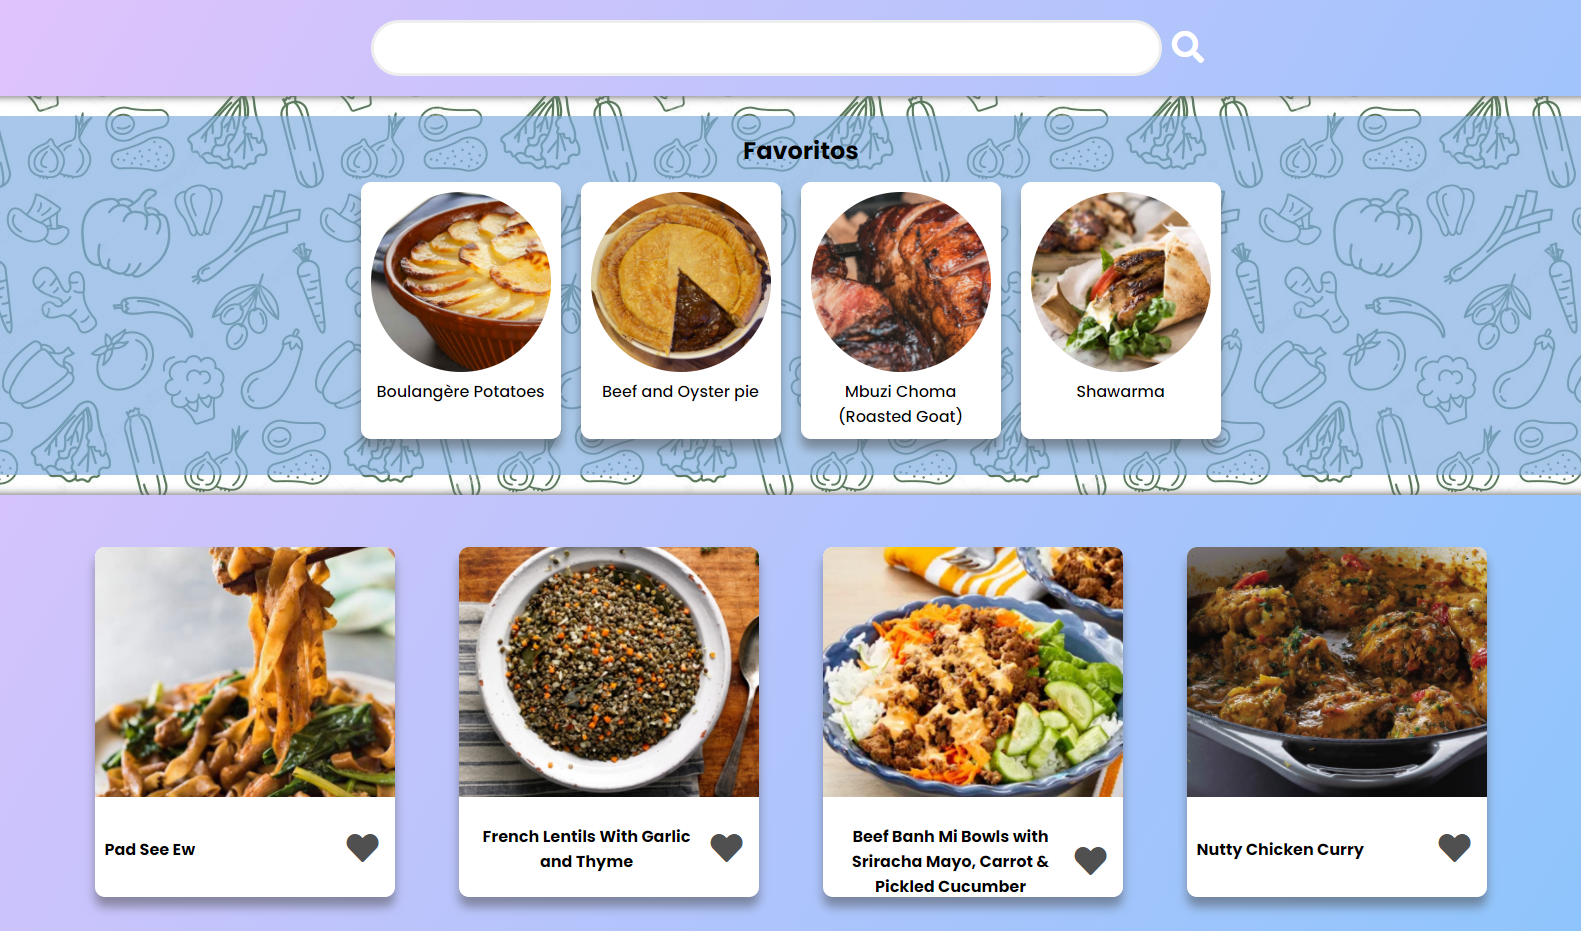 Favoritos
Boulangère Potatoes
Beef and Oyster pie
Mbuzi Choma
(Roasted Goat)
Shawarma
Pad See Ew
French Lentils With Garlic
and Thyme
Beef Banh Mi Bowls with
Sriracha Mayo, Carrot &
Pickled Cucumber
Nutty Chicken Curry